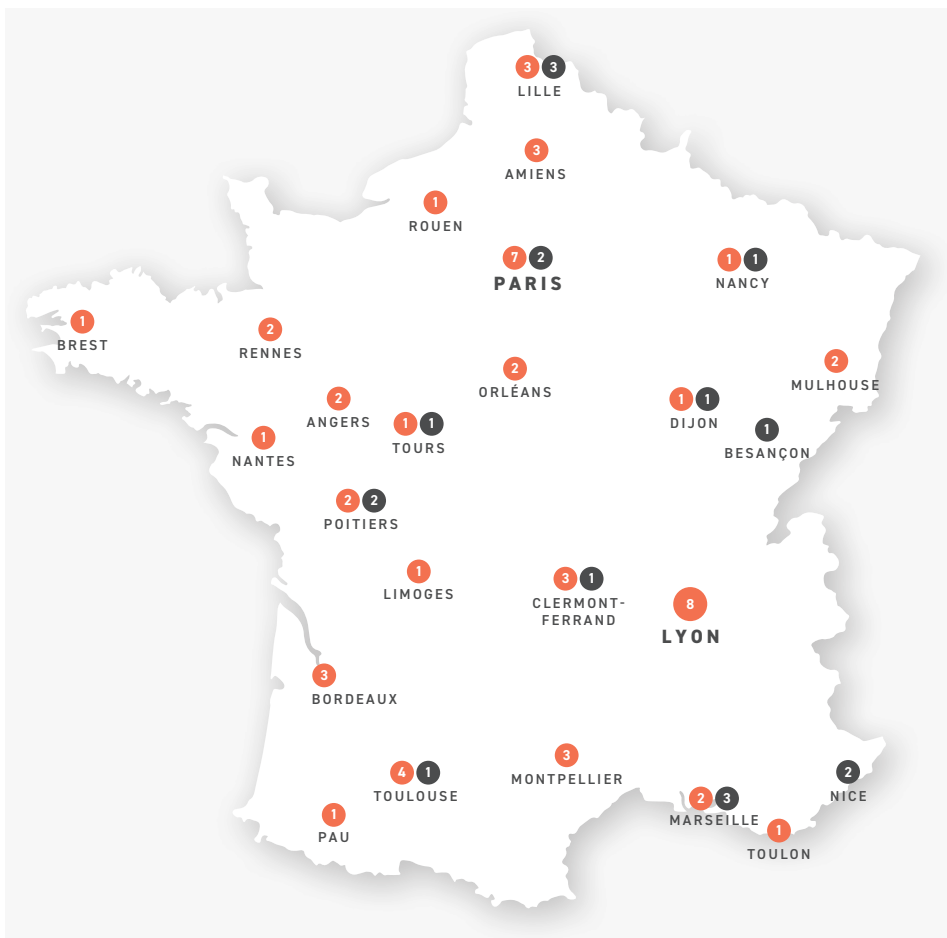 3 3
LILLE
3
AMIENS
1
ROUEN
7 2
PARIS
1 1
NANCY
1
BREST
2
RENNES
2
ORLÉANS
2
MULHOUSE
2
ANGERS
1 1
TOURS
1 1
DIJON
1
BESANÇON
1
NANTES
2 2
POITIERS
1
LIMOGES
3 1
CLERMONT-
FERRAND
8
LYON
3
BORDEAUX
4 1
TOULOUSE
3
MONTPELLIER
2
NICE
1
PAU
2 3
MARSEILLE
1
TOULON